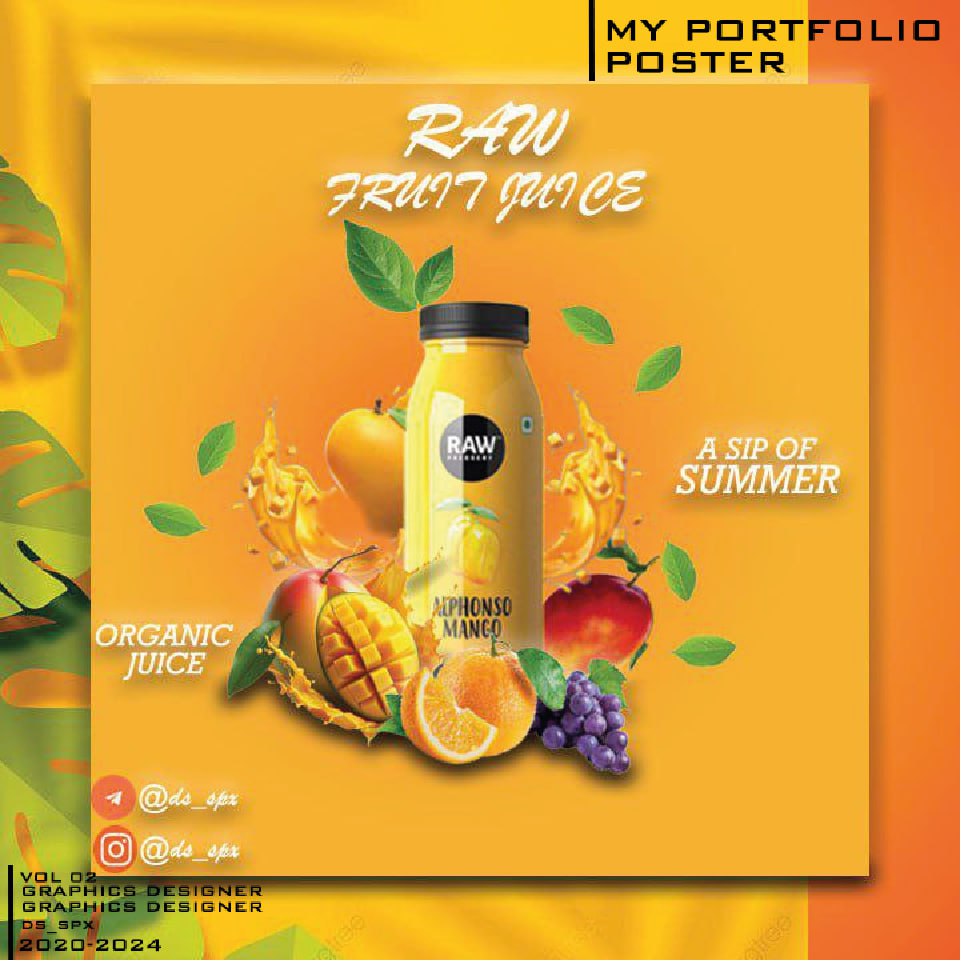 MY PORTFOLIO
POSTER
RAW
FRUIT JUICE
RAW
ALPHONSO
MANGO
A SIP OF
SUMMER
ORGANIC
JUICE
@ds_spx
@ds_spx
VOL 02
GRAPHICS DESIGNER
GRAPHICS DESIGNER
DS_SPX
2020-2024